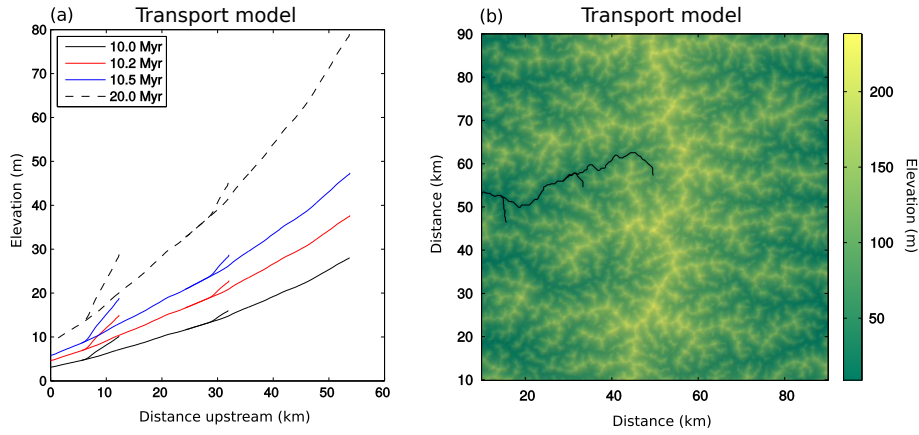 (a)
Transport model
80
70
60
50
40
30
20
10
0
Elevation (m)
10.0 Myr
10.2 Myr
10.5 Myr
20.0 Myr
0
10
20
30
40
50
60
Distance upstream (km)
(b)
Transport model
90
80
70
60
50
40
30
20
10
Distance (km)
20
40
60
80
Distance (km)
200
150
100
50
Elevation (m)